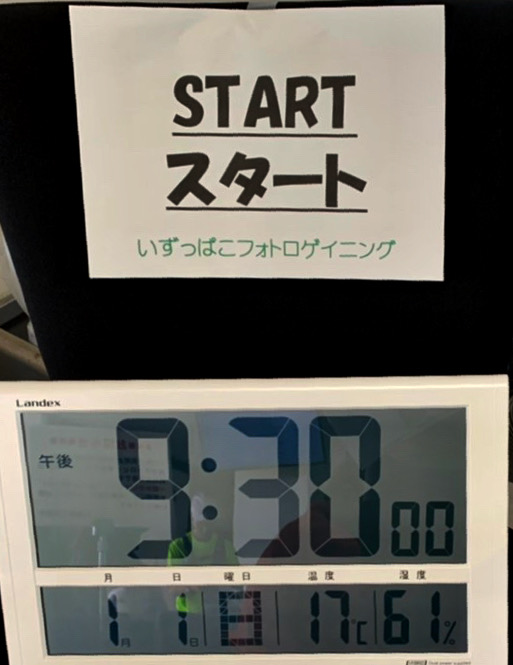 START
スタート
いずっぱこフォトロゲイニング
Landex
午後 9:30 00
月 日 曜日 温度 湿度
1月 1日 日 17℃ 61%